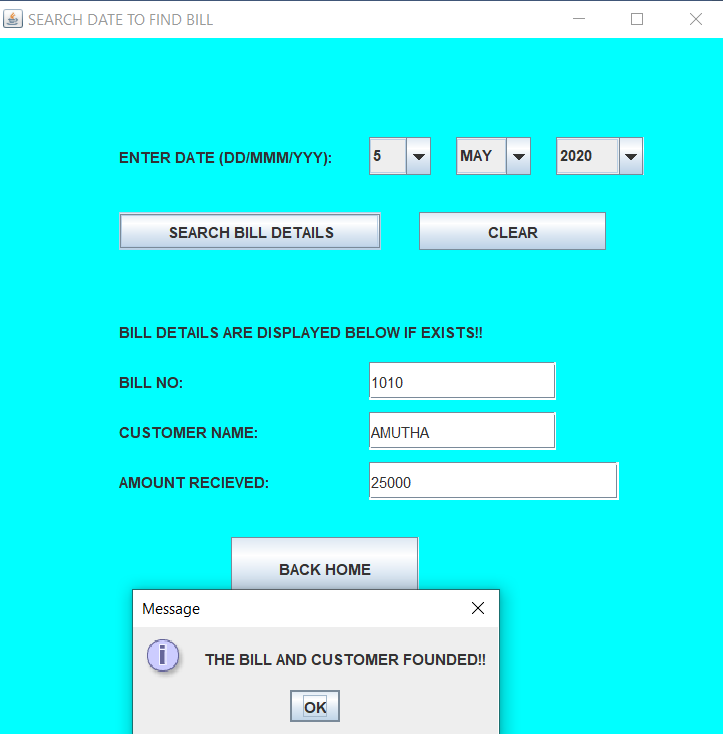 SEARCH DATE TO FIND BILL
ENTER DATE (DD/MMM/YYY): 5 MAY 2020
SEARCH BILL DETAILS CLEAR
BILL DETAILS ARE DISPLAYED BELOW IF EXISTS!!
BILL NO: 1010
CUSTOMER NAME: AMUTHA
AMOUNT RECIEVED: 25000
BACK HOME
Message
THE BILL AND CUSTOMER FOUNDED!!
OK